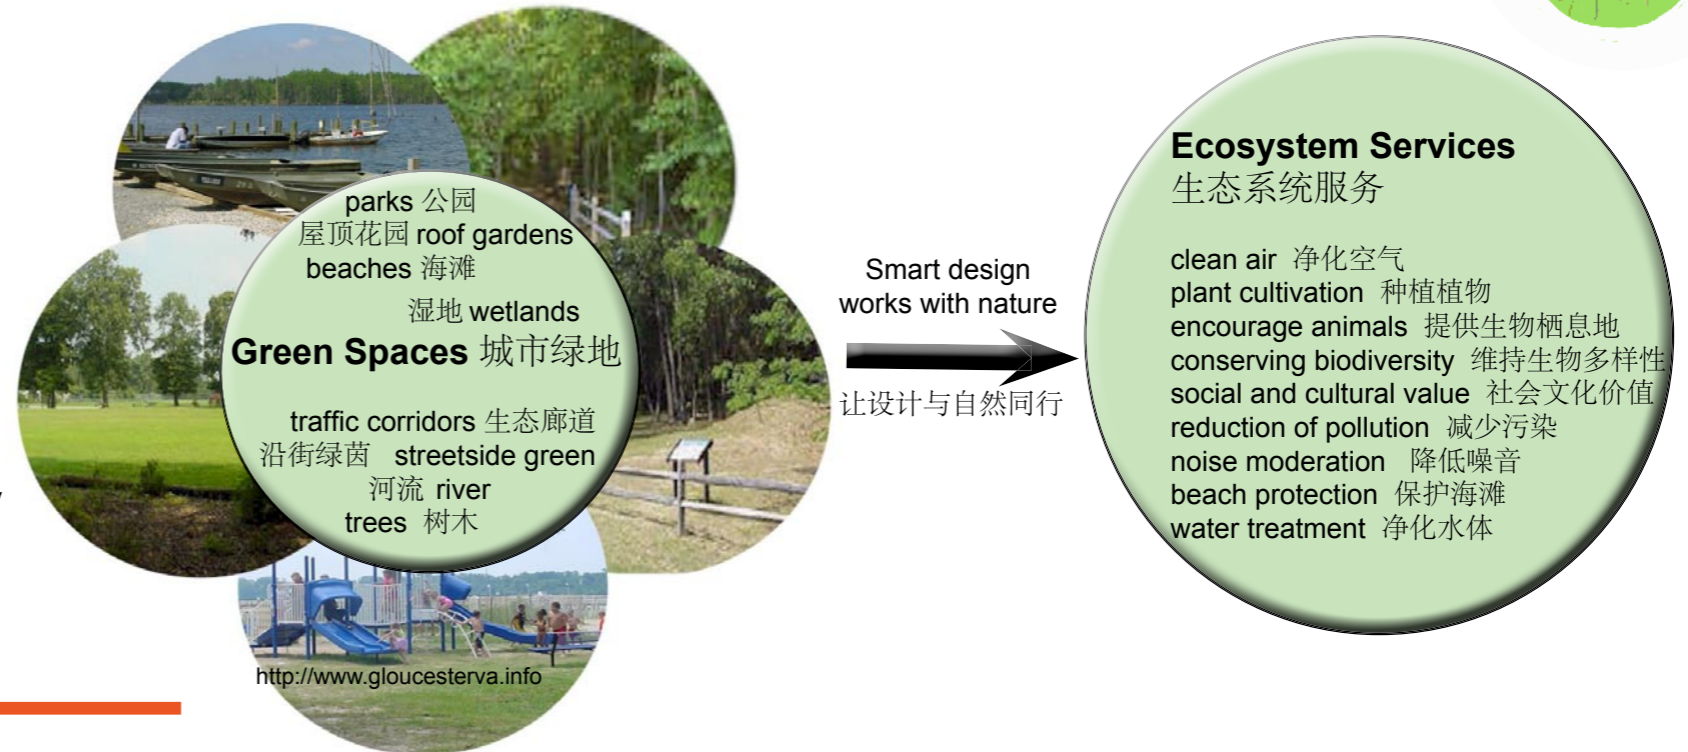 parks 公园
屋顶花园 roof gardens
beaches 海滩
湿地 wetlands
Green Spaces 城市绿地
traffic corridors 生态廊道
沿街绿茵 streetside green
河流 river
trees 树木
http://www.gloucesterva.info
Smart design
works with nature
让设计与自然同行
Ecosystem Services
生态系统服务
clean air 净化空气
plant cultivation 种植植物
encourage animals 提供生物栖息地
conserving biodiversity 维持生物多样性
social and cultural value 社会文化价值
reduction of pollution 减少污染
noise moderation 降低噪音
beach protection 保护海滩
water treatment 净化水体